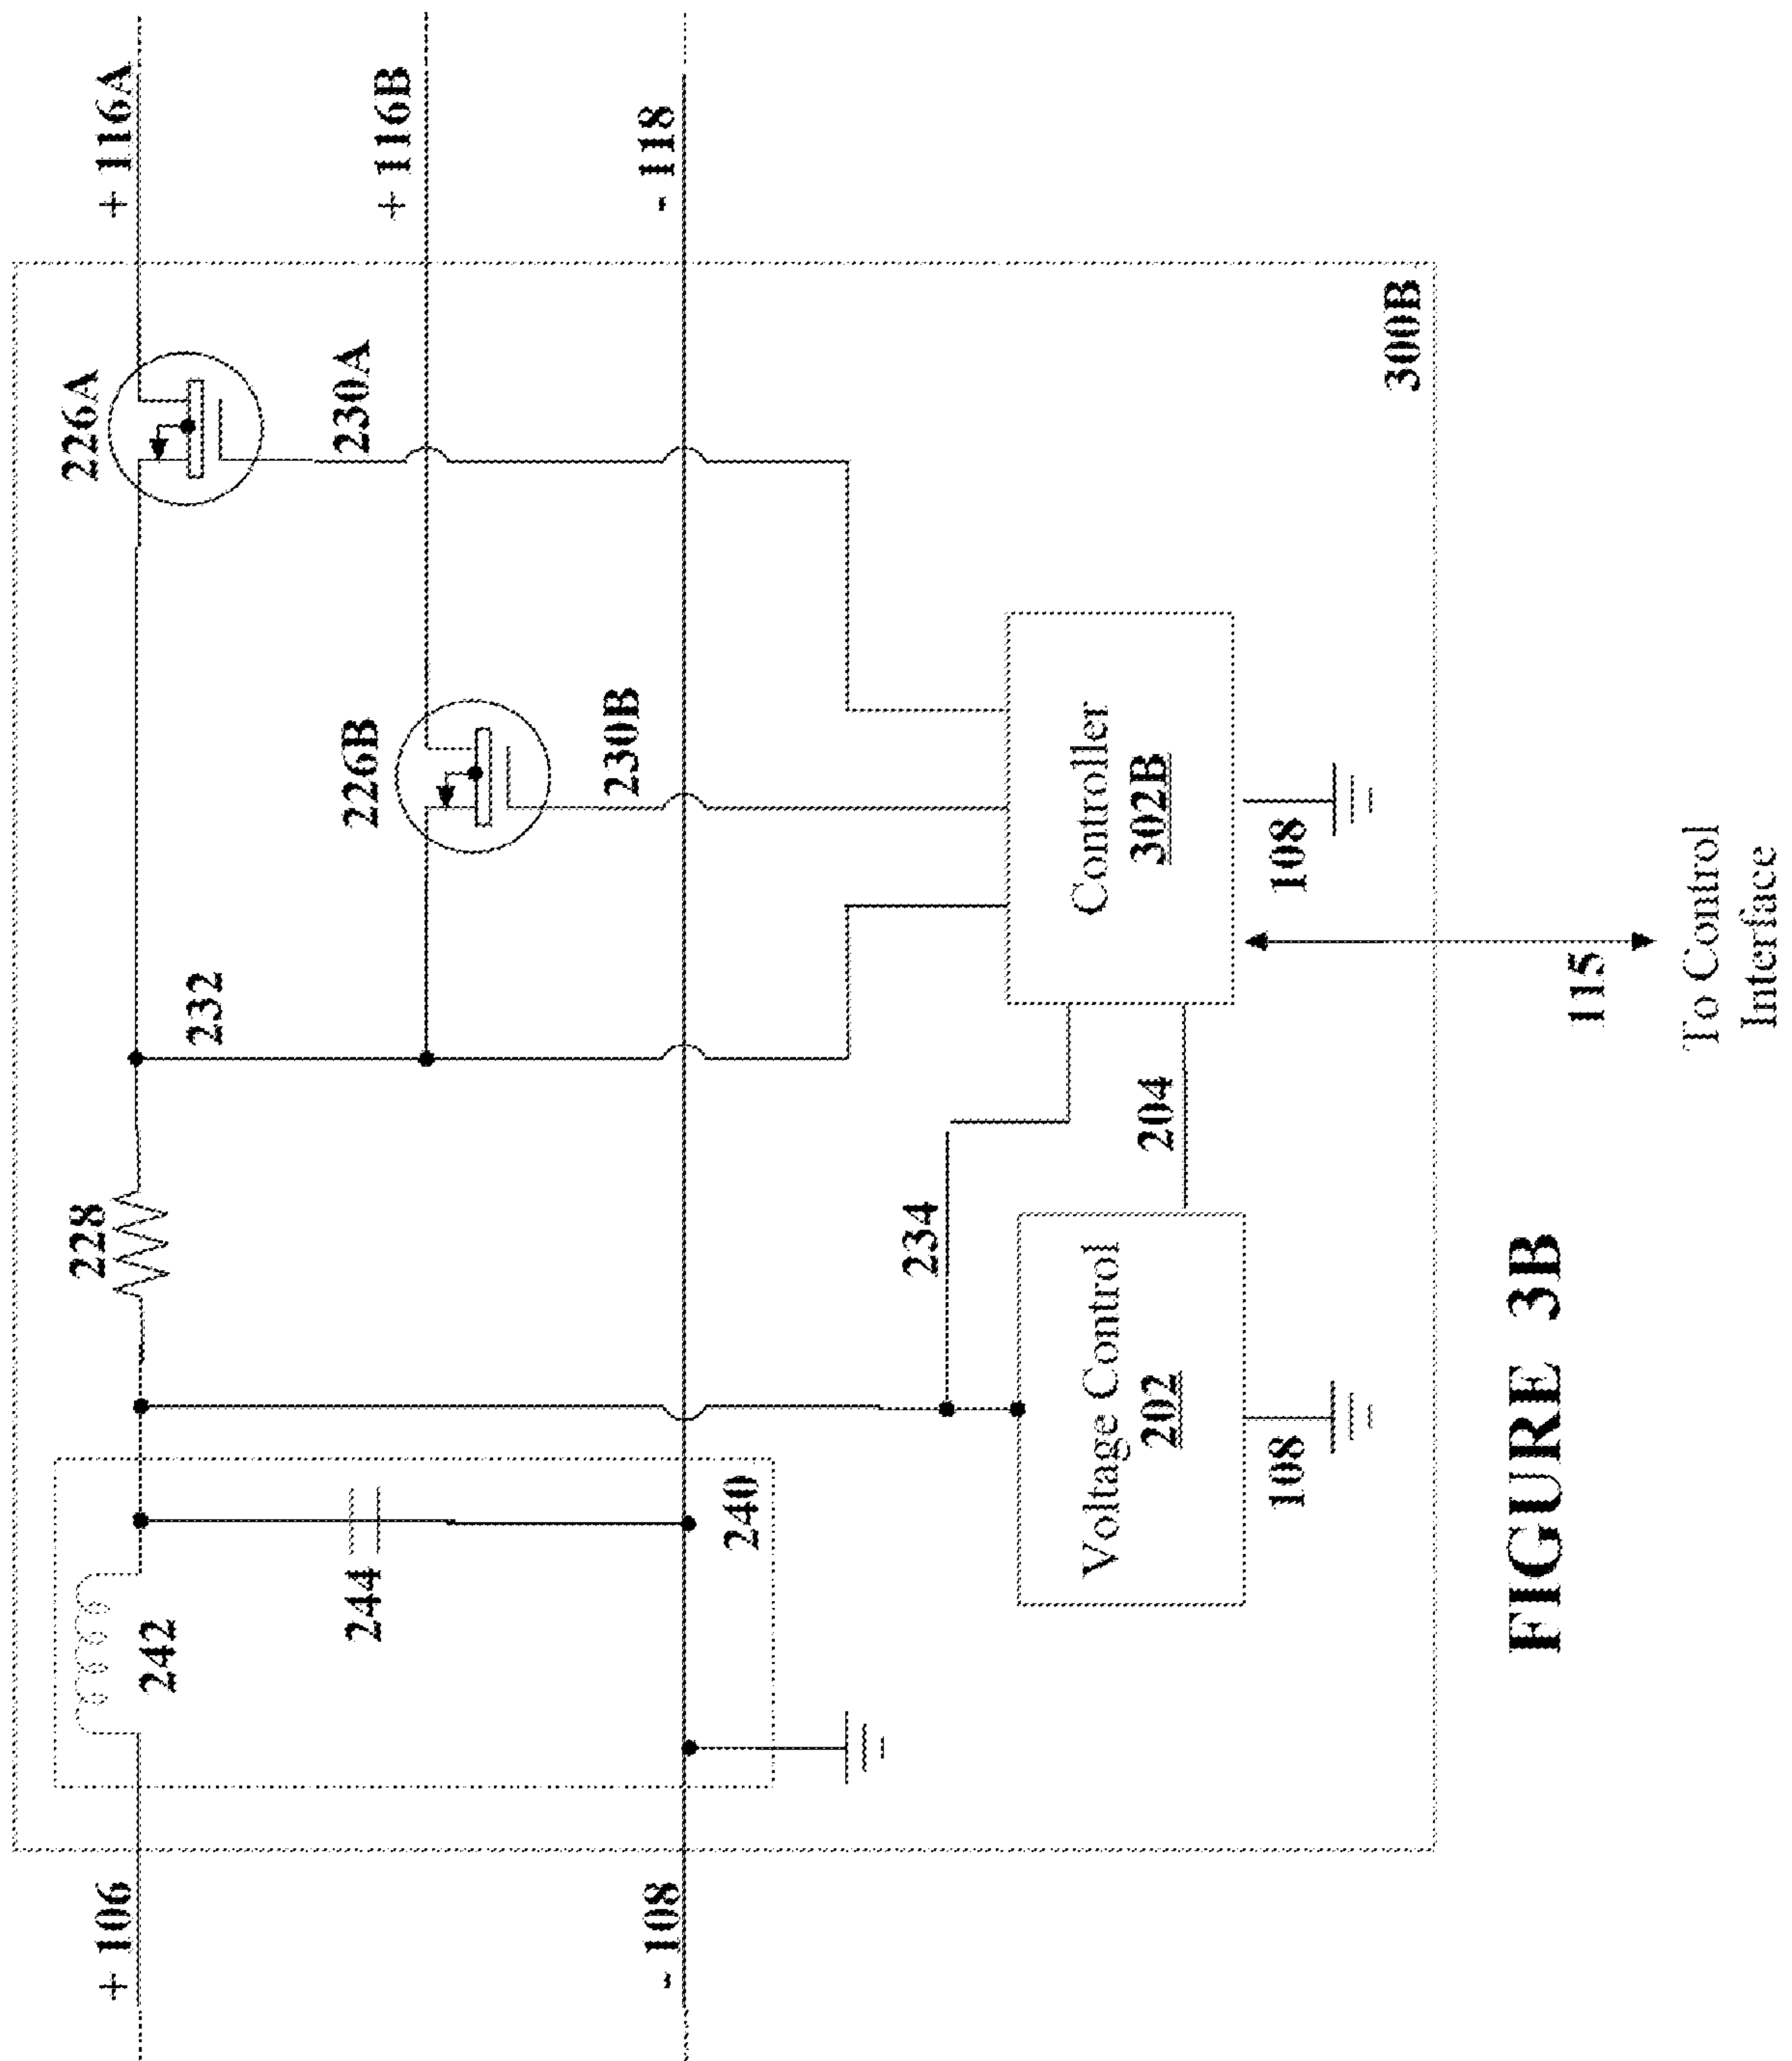 + 106
- 108
242
244
240
228
232
226A
230A
226B
230B
+ 116A
+ 116B
- 118
234
204
Voltage Control
202
108
Controller
302B
108
300B
115
To Control
Interface
FIGURE 3B